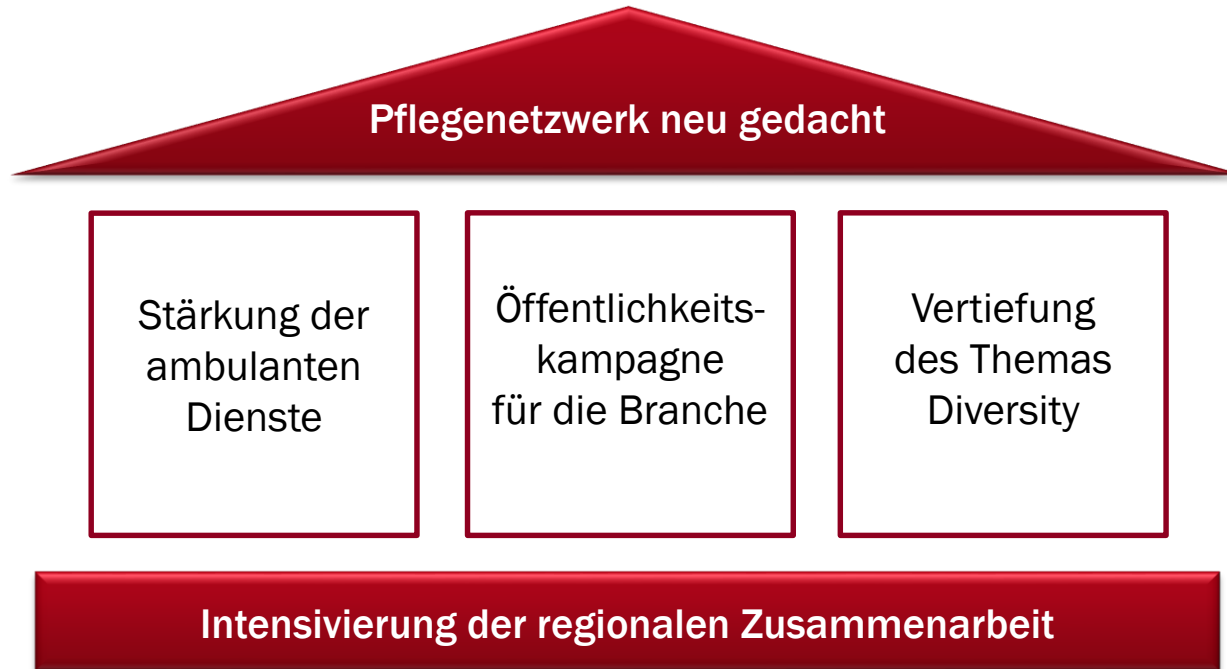 Pflegenetzwerk neu gedacht
Stärkung der
ambulanten
Dienste
Öffentlichkeits-
kampagne
für die Branche
Vertiefung
des Themas
Diversity
Intensivierung der regionalen Zusammenarbeit